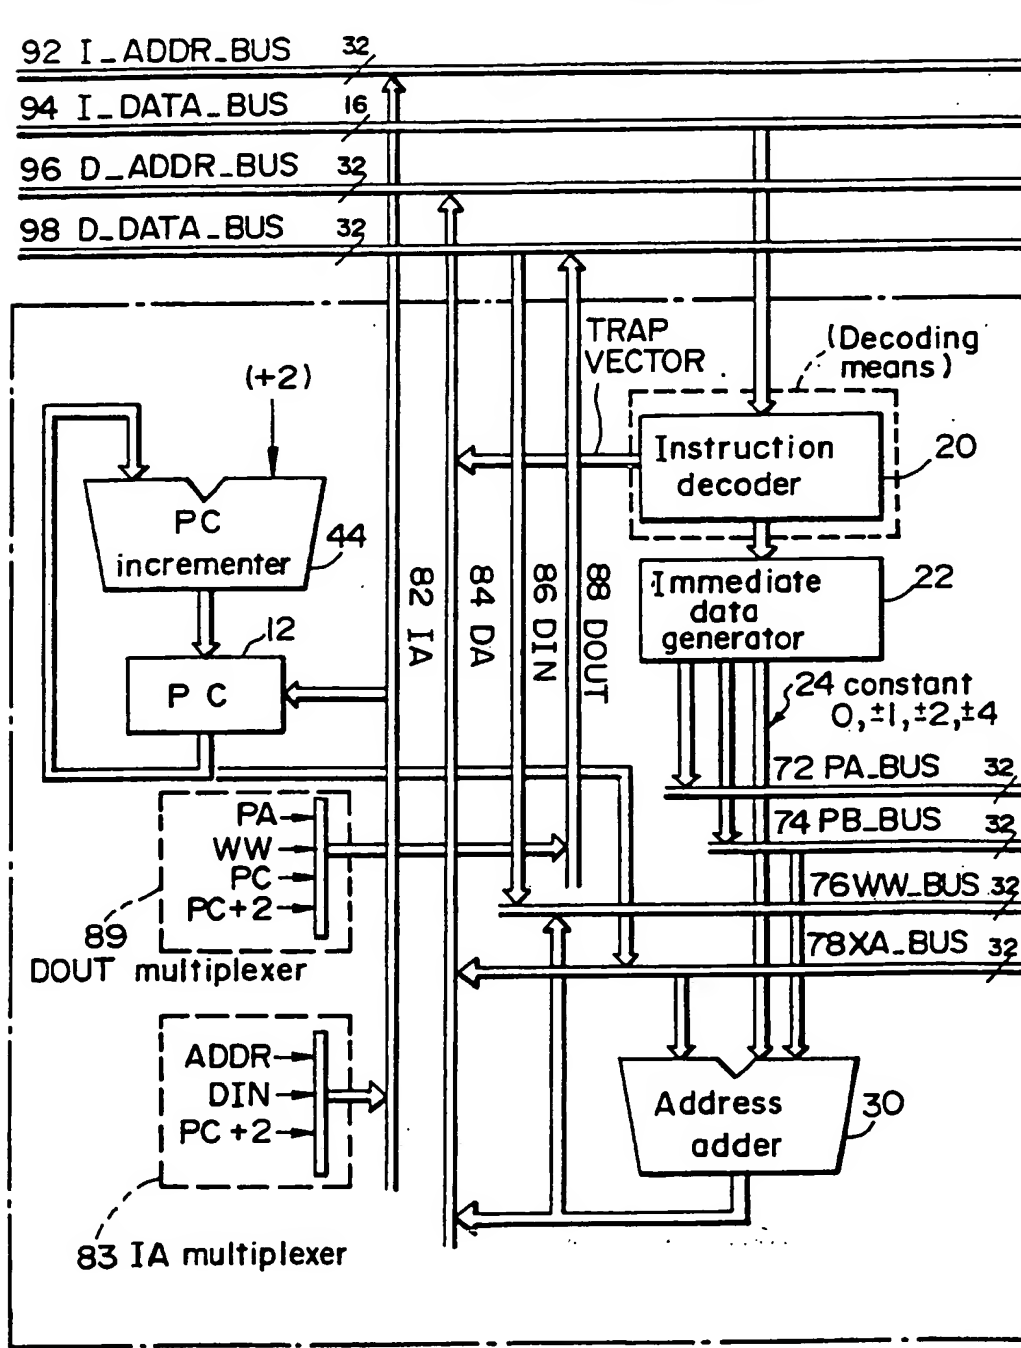 92 I_ADDR_BUS 32
94 I_DATA_BUS 16
96 D_ADDR_BUS 32
98 D_DATA_BUS 32
TRAP
VECTOR
(Decoding
means)
(+2)
Instruction
decoder
20
PC
incrementer
44
82 IA
84 DA
86 DIN
88 DOUT
Immediate
data
generator
22
12
PC
24 constant
0,±1,±2,±4
72 PA_BUS 32
74 PB_BUS 32
76 WW_BUS 32
78 XA_BUS 32
PA
WW
PC
PC+2
89
DOUT multiplexer
ADDR
DIN
PC+2
83 IA multiplexer
Address
adder
30